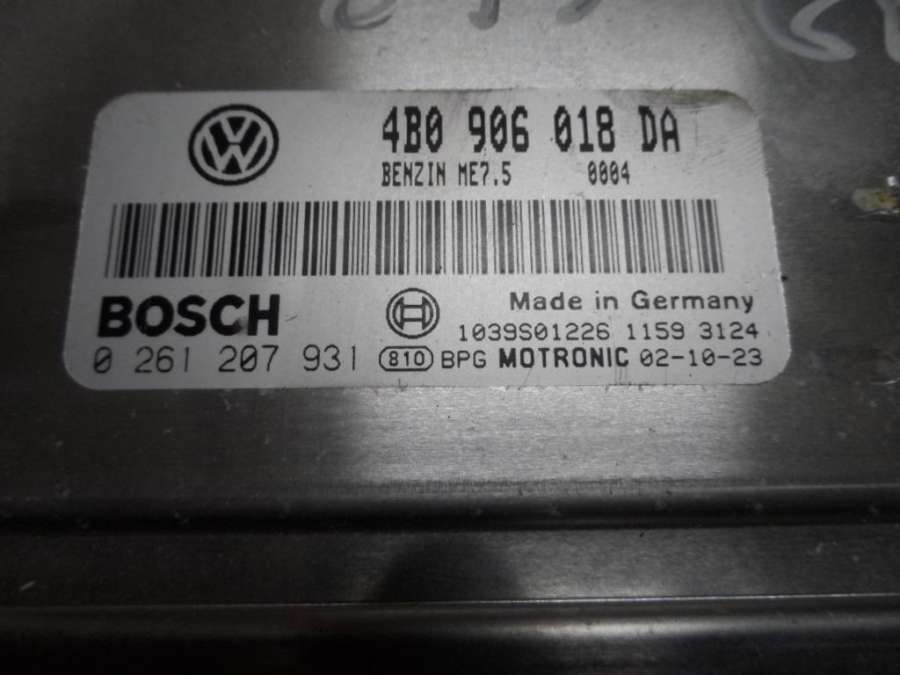 4B0 906 018 DA
BENZIN ME7.5 0004
BOSCH Made in Germany
1039S01226 1159 3124
0 261 207 931 810 BPG MOTRONIC 02-10-23